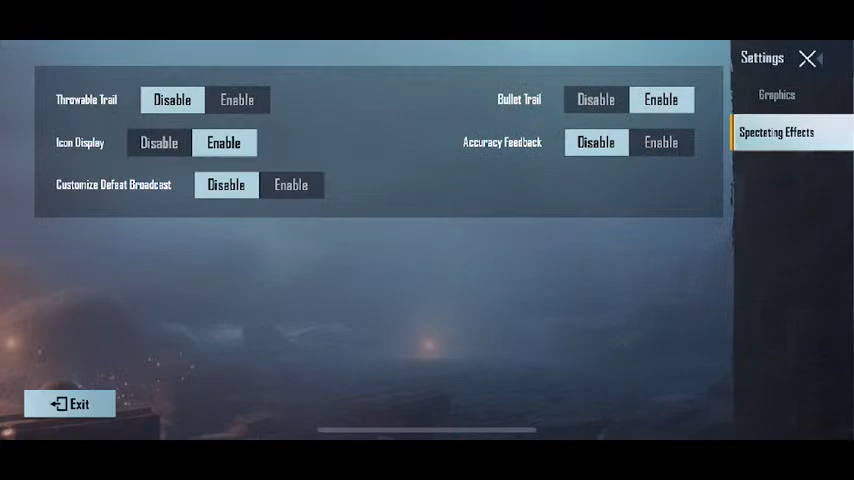 Settings
Throwable Trail Disable Enable Bullet Trail Disable Enable
Graphics
Icon Display Disable Enable Accuracy Feedback Disable Enable
Spectating Effects
Customize Defeat Broadcast Disable Enable
Exit